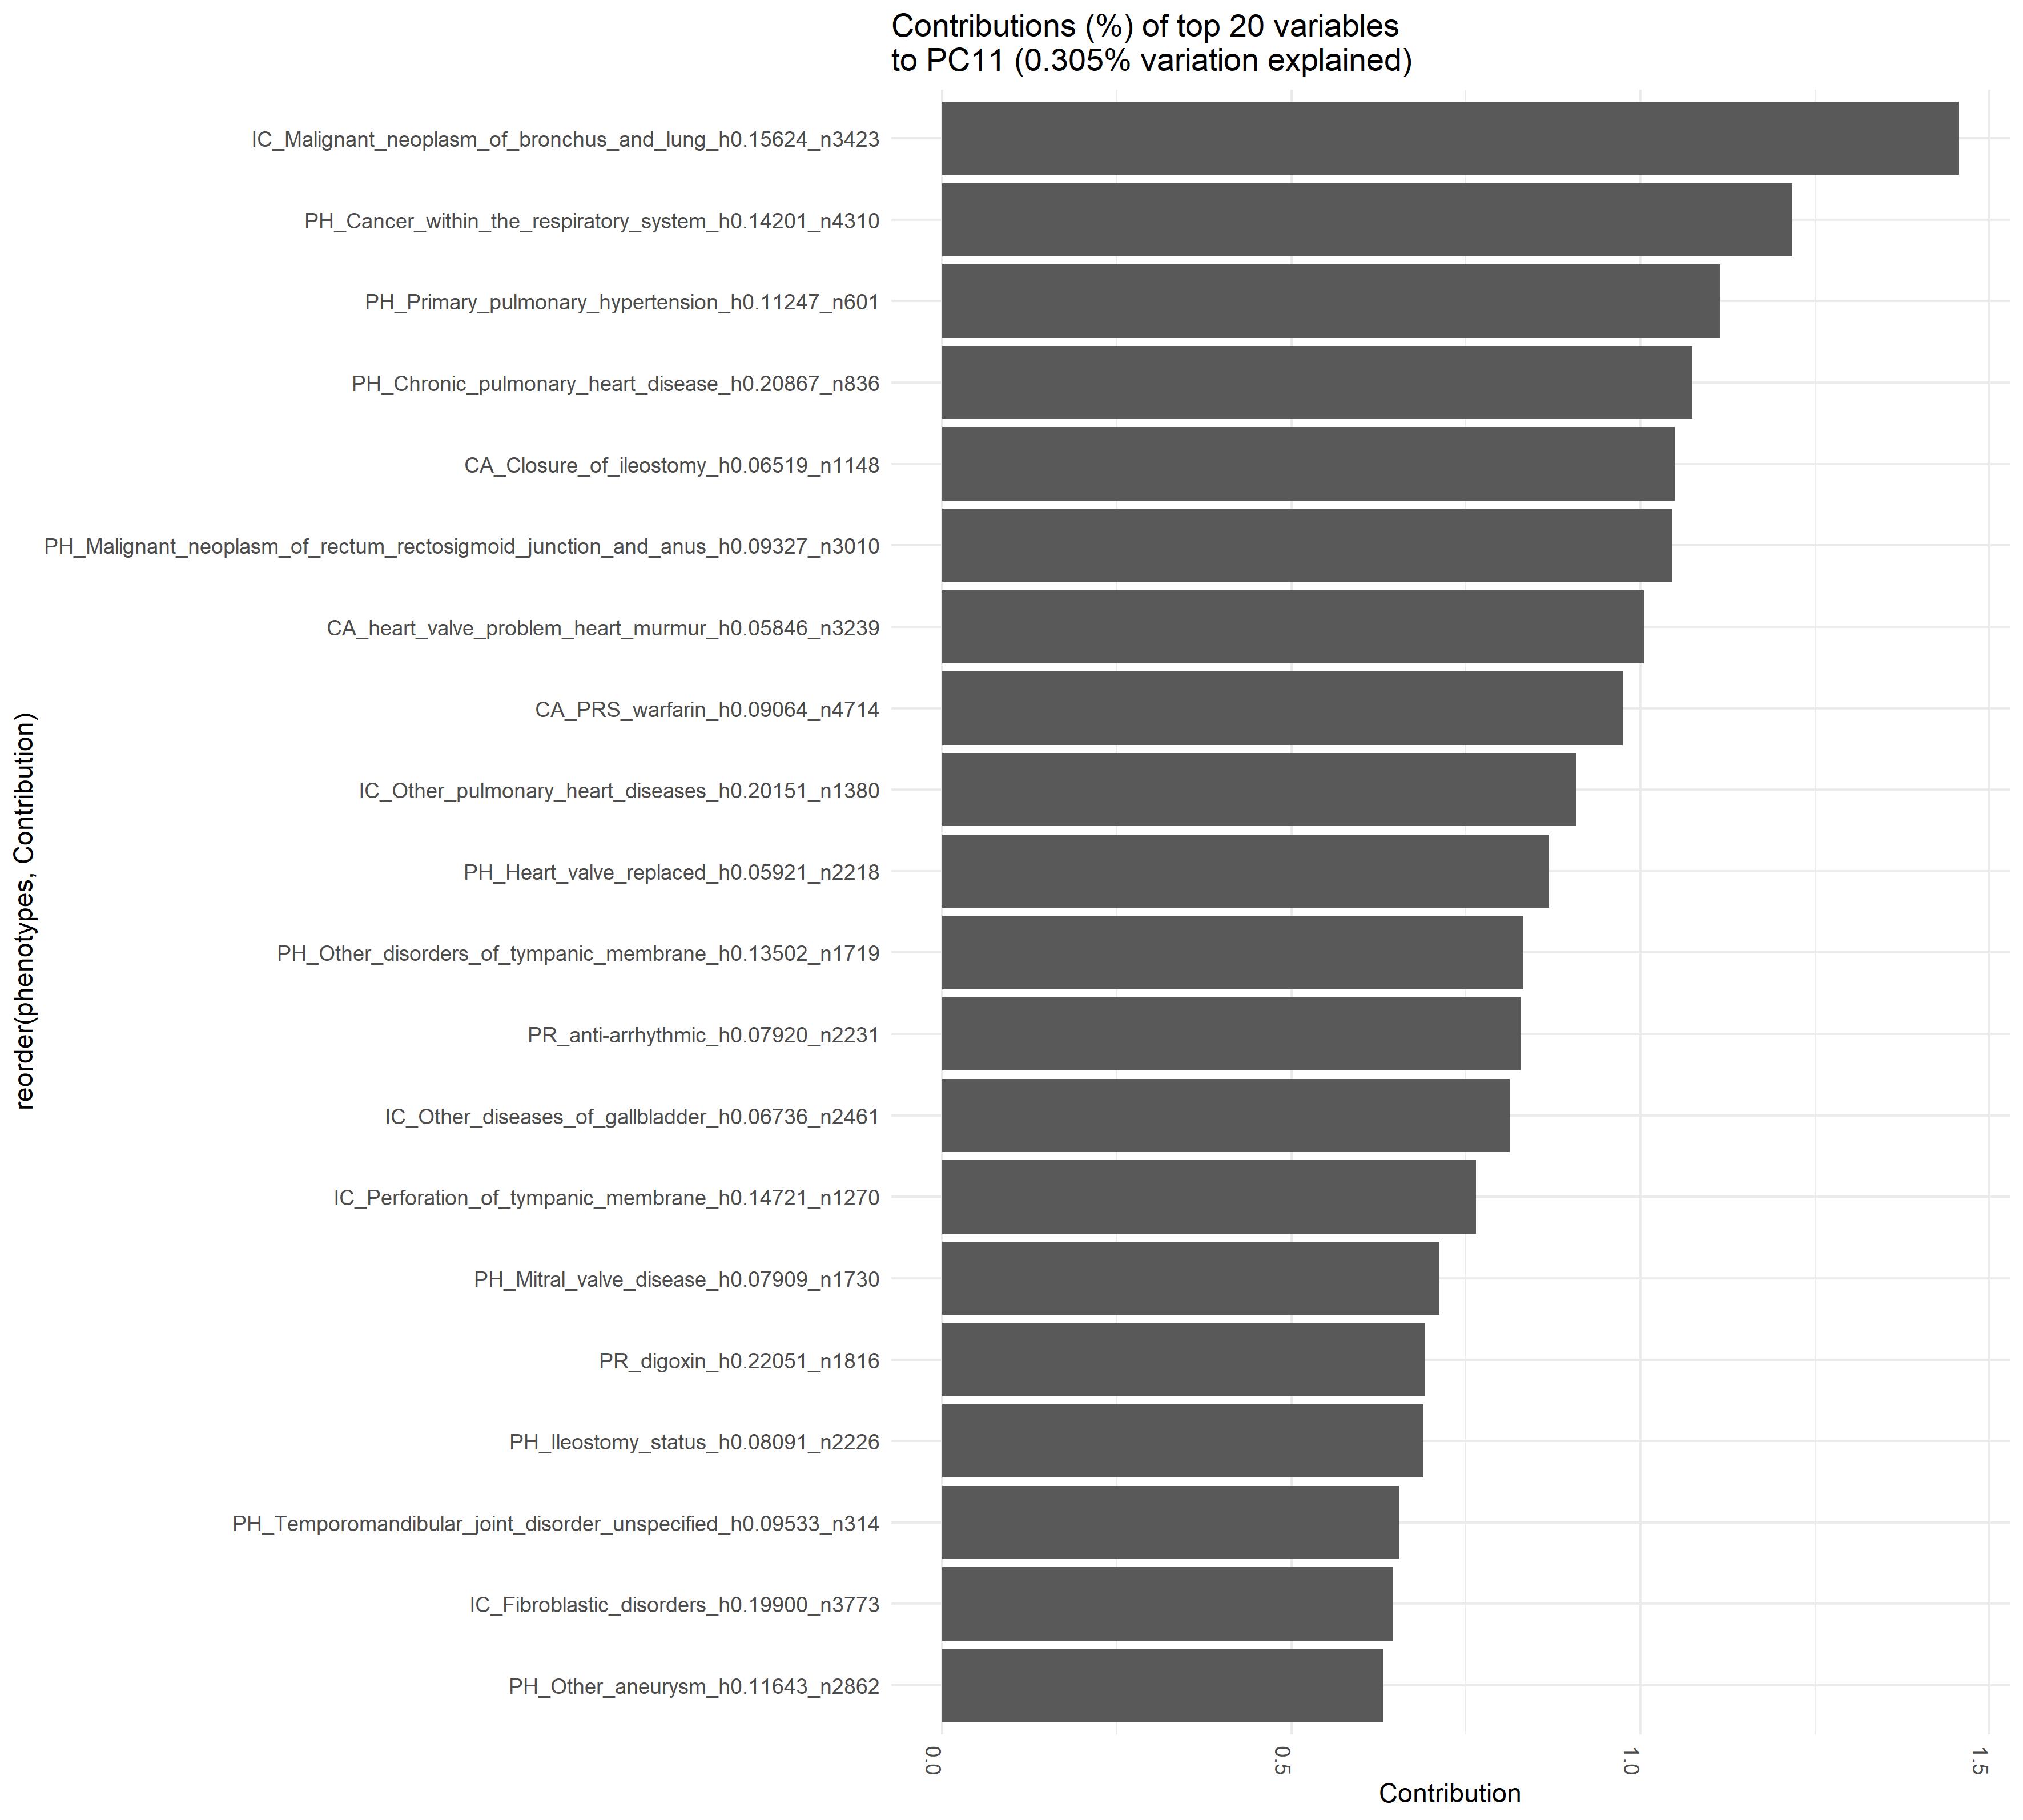 Contributions (%) of top 20 variables
to PC11 (0.305% variation explained)
IC_Malignant_neoplasm_of_bronchus_and_lung_h0.15624_n3423
PH_Cancer_within_the_respiratory_system_h0.14201_n4310
PH_Primary_pulmonary_hypertension_h0.11247_n601
PH_Chronic_pulmonary_heart_disease_h0.20867_n836
CA_Closure_of_ileostomy_h0.06519_n1148
PH_Malignant_neoplasm_of_rectum_rectosigmoid_junction_and_anus_h0.09327_n3010
CA_heart_valve_problem_heart_murmur_h0.05846_n3239
CA_PRS_warfarin_h0.09064_n4714
IC_Other_pulmonary_heart_diseases_h0.20151_n1380
PH_Heart_valve_replaced_h0.05921_n2218
PH_Other_disorders_of_tympanic_membrane_h0.13502_n1719
PR_anti-arrhythmic_h0.07920_n2231
IC_Other_diseases_of_gallbladder_h0.06736_n2461
IC_Perforation_of_tympanic_membrane_h0.14721_n1270
PH_Mitral_valve_disease_h0.07909_n1730
PR_digoxin_h0.22051_n1816
PH_Ileostomy_status_h0.08091_n2226
PH_Temporomandibular_joint_disorder_unspecified_h0.09533_n314
IC_Fibroblastic_disorders_h0.19900_n3773
PH_Other_aneurysm_h0.11643_n2862
reorder(phenotypes, Contribution)
0.0
0.5
1.0
1.5
Contribution